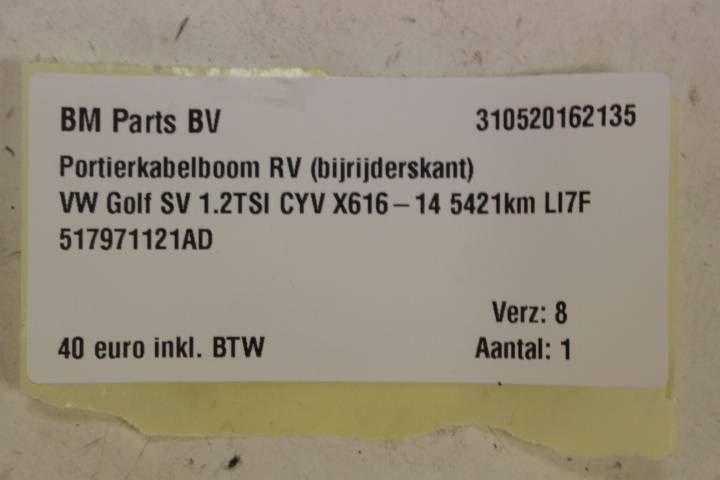 BM Parts BV 310520162135
Portierkabelboom RV (bijrijderskant)
VW Golf SV 1.2TSI CYV X616-14 5421km LI7F
517971121AD
Verz: 8
40 euro inkl. BTW Aantal: 1